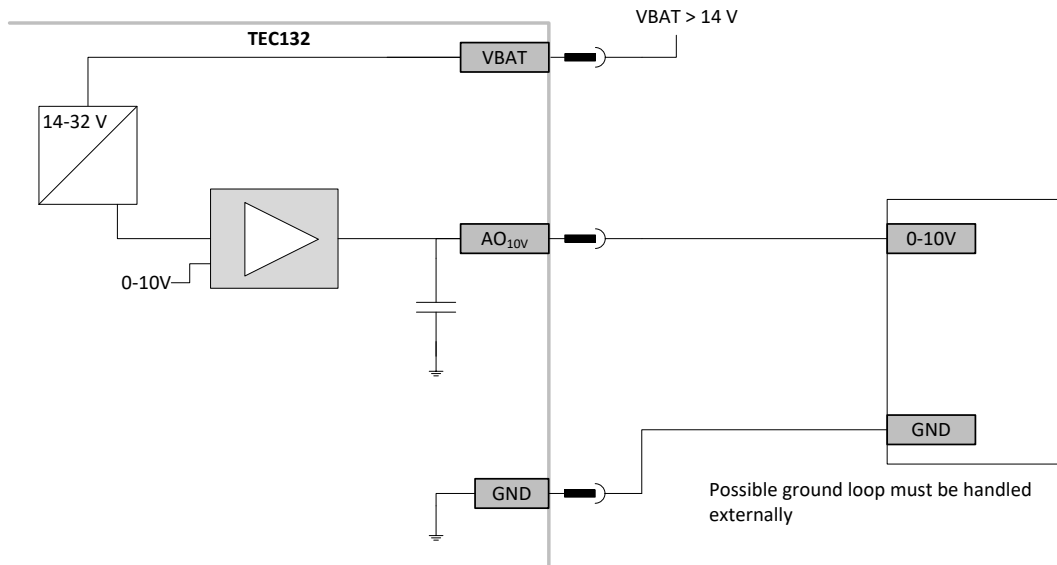 VBAT > 14 V
TEC132
VBAT
14-32 V
AO10V
0-10V
0-10V
GND
GND
Possible ground loop must be handled
externally